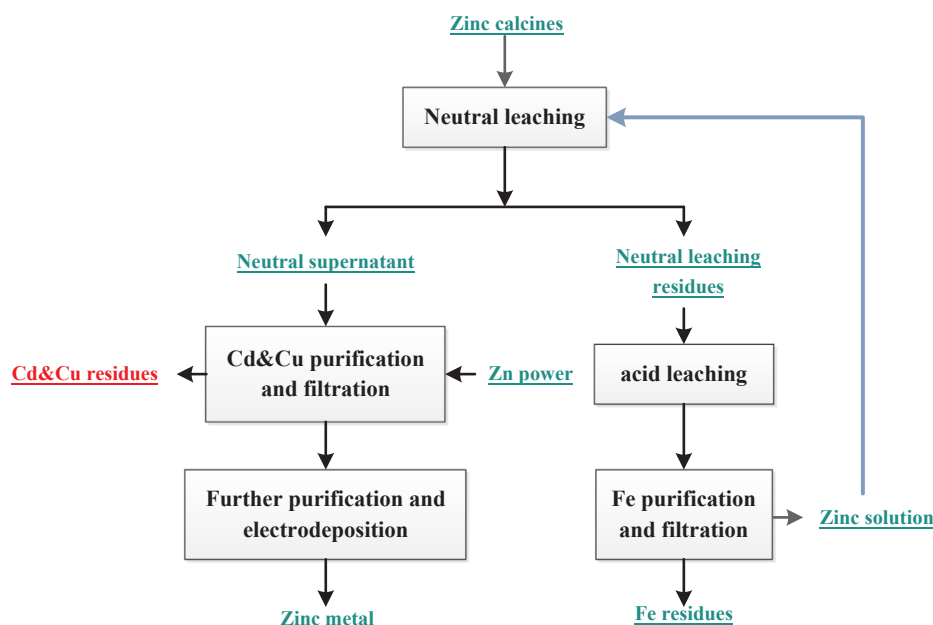 Zinc calcines
Neutral leaching
Neutral supernatant
Neutral leaching
residues
Cd&Cu residues
Cd&Cu purification
and filtration
Zn power
acid leaching
Further purification and
electrodeposition
Fe purification
and filtration
Zinc solution
Zinc metal
Fe residues